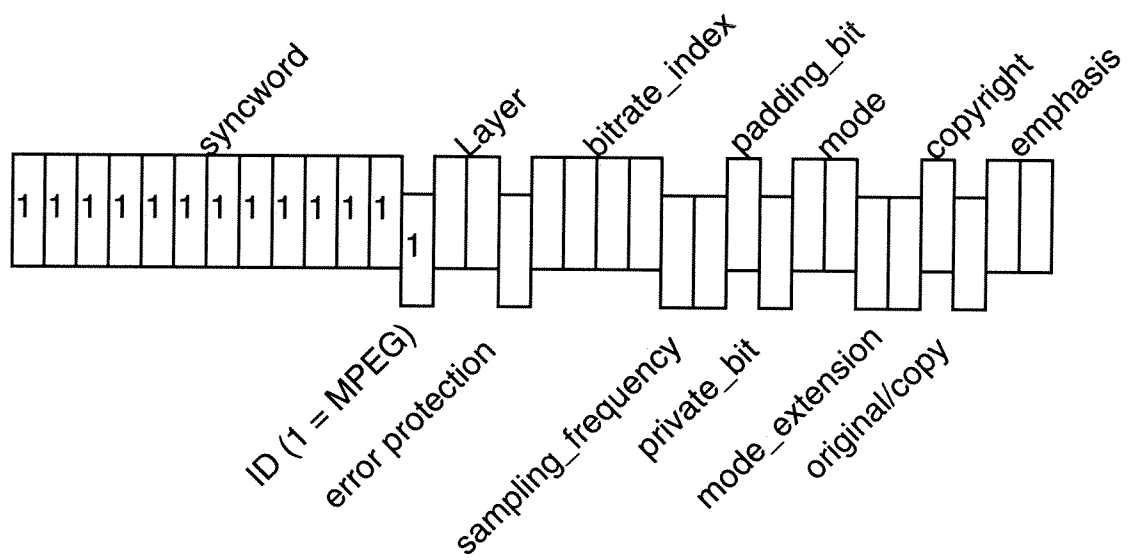 syncword
Layer
bitrate_index
padding_bit
mode
copyright
emphasis
1 1 1 1 1 1 1 1 1 1 1 1
1
ID (1 = MPEG)
error protection
sampling_frequency
private_bit
mode_extension
original/copy